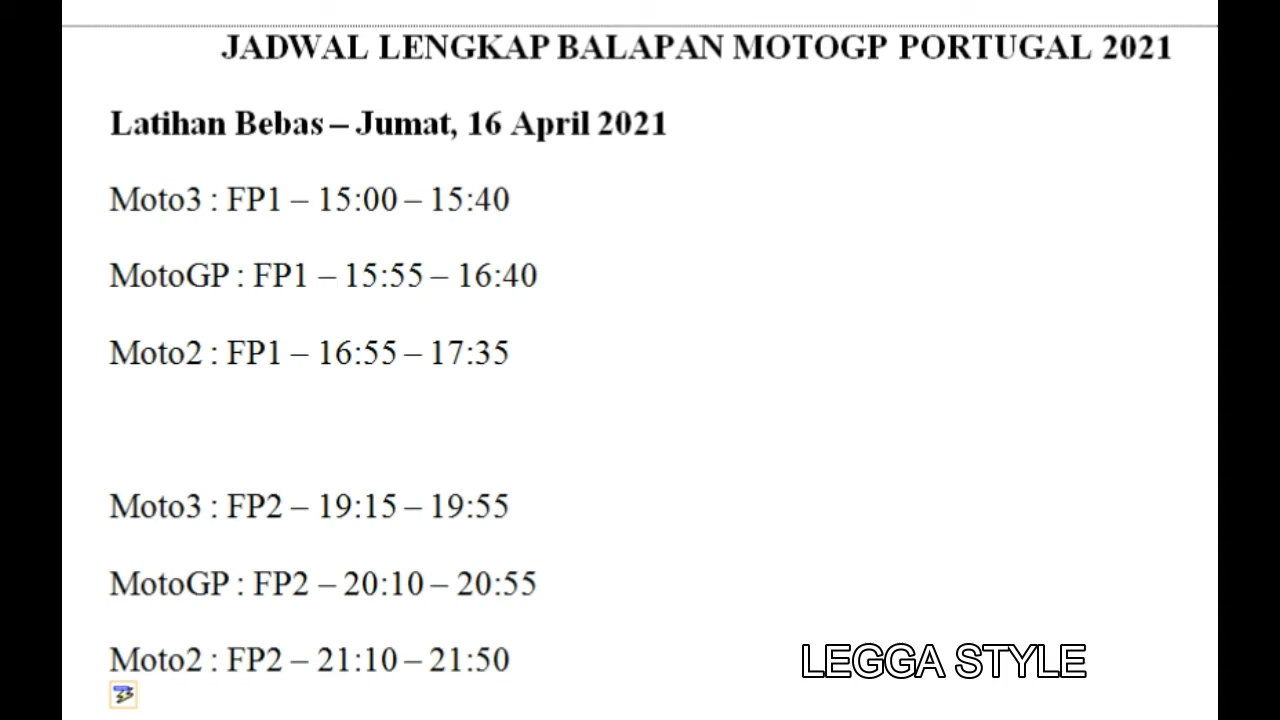 JADWAL LENGKAP BALAPAN MOTOGP PORTUGAL 2021
Latihan Bebas – Jumat, 16 April 2021
Moto3 : FP1 – 15:00 – 15:40
MotoGP : FP1 – 15:55 – 16:40
Moto2 : FP1 – 16:55 – 17:35
Moto3 : FP2 – 19:15 – 19:55
MotoGP : FP2 – 20:10 – 20:55
Moto2 : FP2 – 21:10 – 21:50
LEGGA STYLE